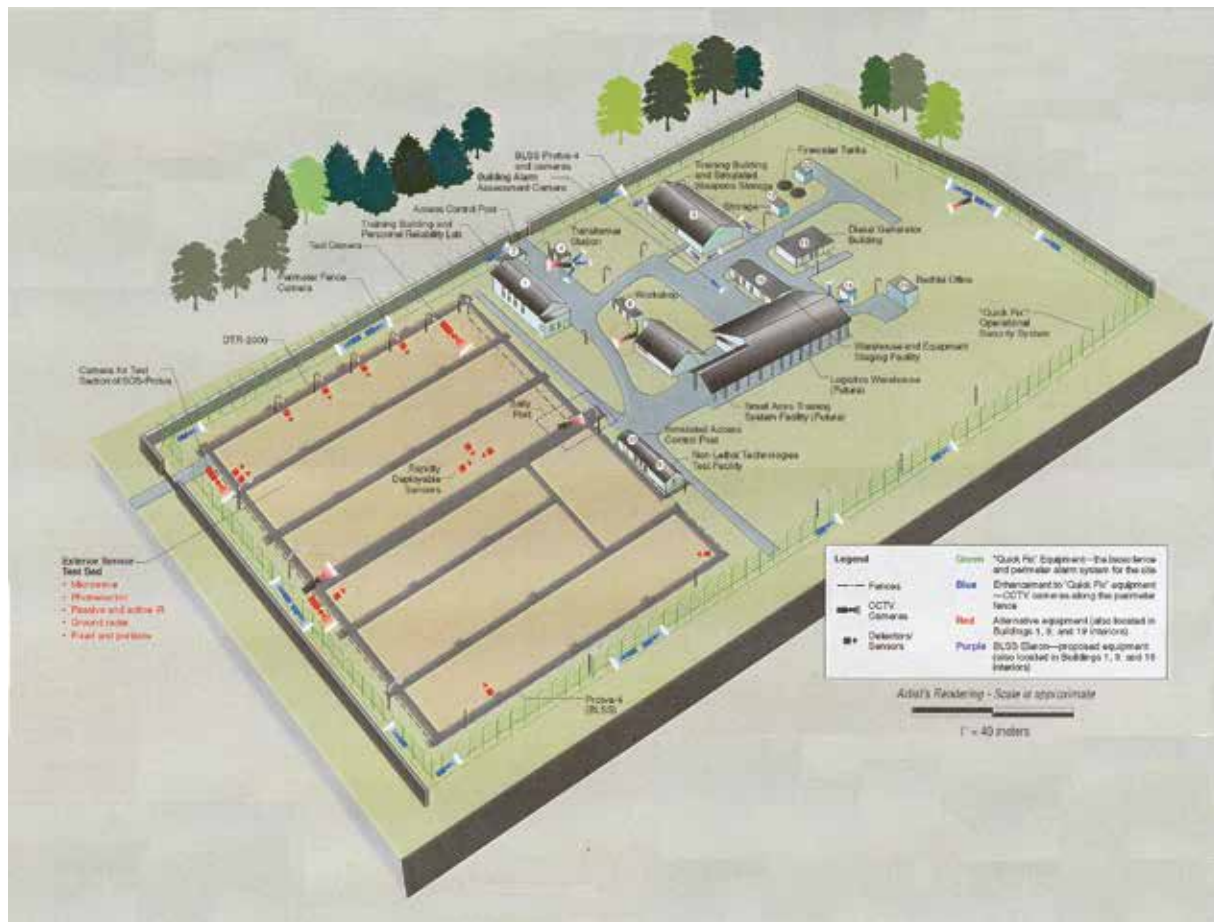 BLSS Protva-4
and cameras
Building Alarm
Assessment Camera
Access Control Post
Training Building and
Personnel Reliability Lab
Test Camera
Perimeter Fence
Camera
DTR-2000
Camera for Test
Section of SOS-Protva
Training Building
and Simulated
Weapons Storage
Firewater Tanks
Storage
Diesel Generator
Building
Transformer
Station
Workshop
Office
"Quick Fix"
Operational
Security System
Warehouse and Equipment
Staging Facility
Logistics Warehouse
(Future)
Small Arms Training
System Facility (Future)
Simulated Access
Control Post
Non-Lethal Technologies
Test Facility
Sally
Port
Rapidly
Deployable
Sensors
Exterior Sensor
Test Bed
• Microwave
• Photoelectric
• Passive and active IR
• Ground radar
• Fixed and portable
Protva-4
(BLSS)
Legend
Fences
CCTV
Cameras
Detectors/
Sensors
Green "Quick Fix" Equipment—the
and perimeter alarm system for the site
Blue Enhancement to "Quick Fix" equipment
—CCTV cameras along the perimeter
fence
Red Alternative equipment (also located in
Buildings 1, 9, and 19 interiors)
Purple BLSS Eleron—proposed equipment
(also located in Buildings 1, 9, and 19
interiors)
Artist's Rendering - Scale is approximate
1" = 40 meters